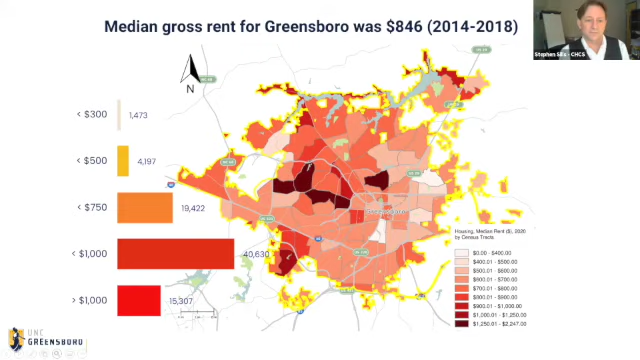 Median gross rent for Greensboro was $846 (2014-2018)
Stephen Sills - CHCS
N
< $300
1,473
< $500
4,197
< $750
19,422
< $1,000
40,630
> $1,000
15,307
Greensboro
Housing, Median Rent ($), 2020
by Census Tracts
$0.00 - $400.00
$400.01 - $500.00
$500.01 - $600.00
$600.01 - $700.00
$700.01 - $800.00
$800.01 - $900.00
$900.01 - $1,000.00
$1,000.01 - $1,250.00
$1,250.01 - $2,247.00
UNC
GREENSBORO